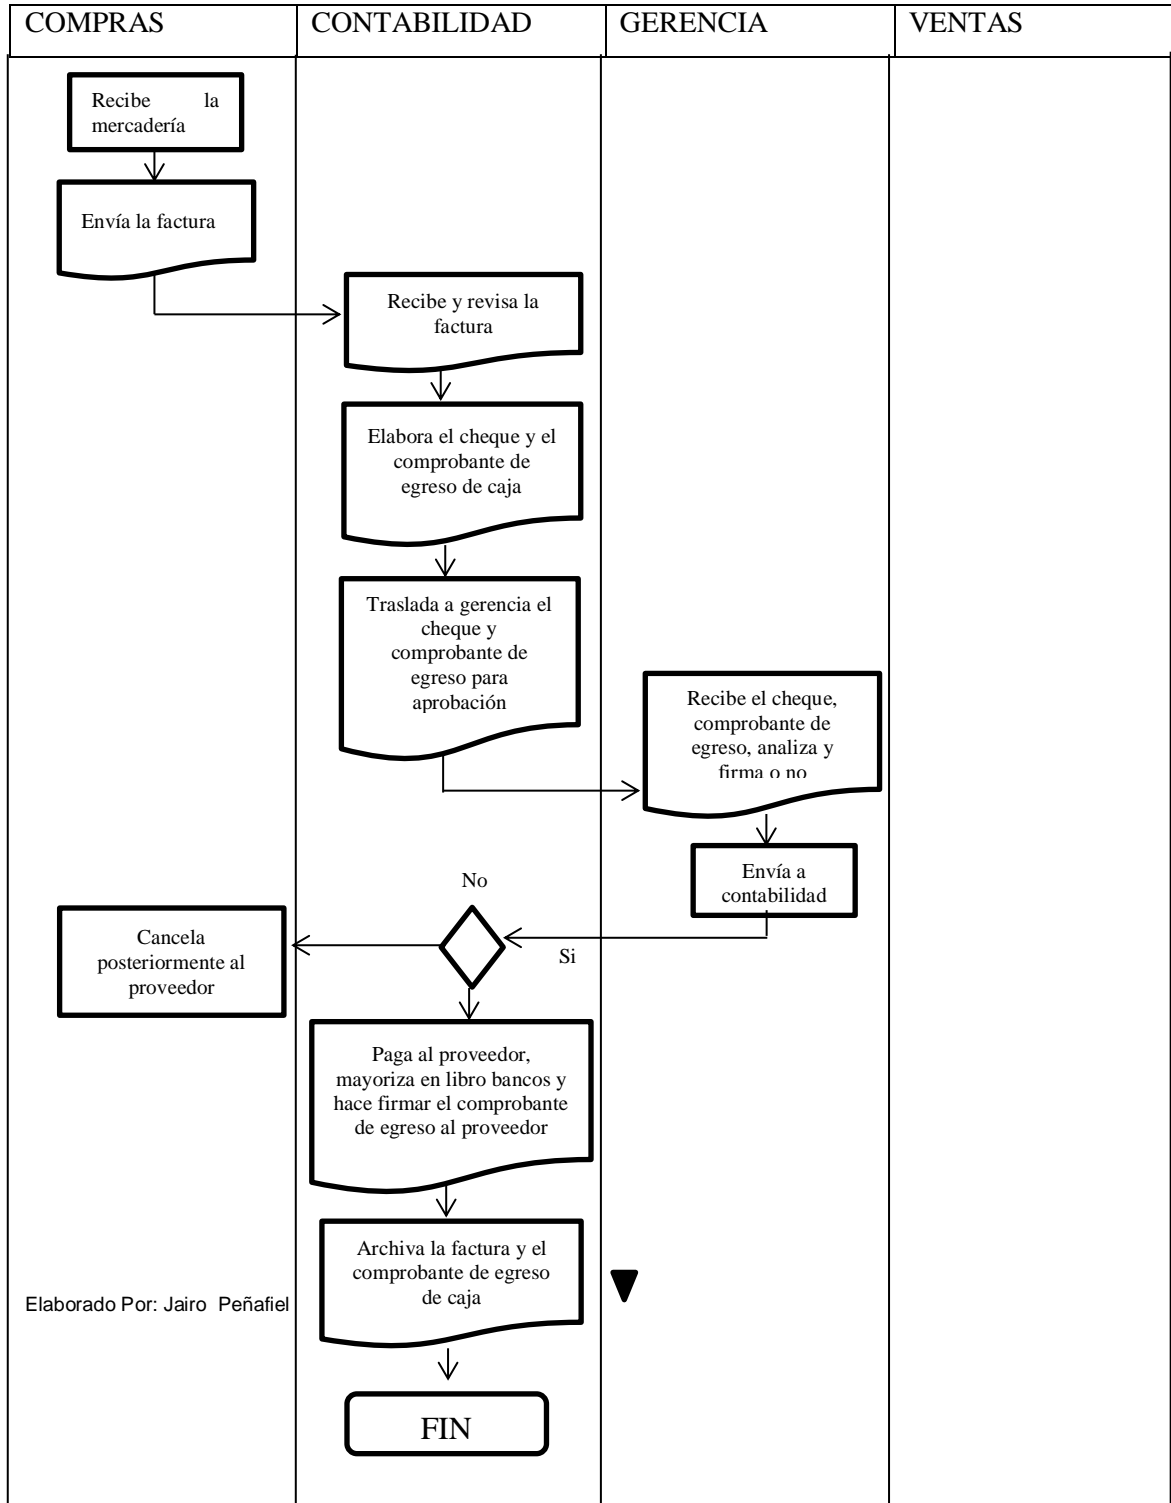 COMPRAS CONTABILIDAD GERENCIA VENTAS
Recibe la
mercadería
Envía la factura
Recibe y revisa la
factura
Elabora el cheque y el
comprobante de
egreso de caja
Traslada a gerencia el
cheque y
comprobante de
egreso para
aprobación
Recibe el cheque,
comprobante de
egreso, analiza y
firma o no
Envía a
contabilidad
No
Si
Cancela
posteriormente al
proveedor
Paga al proveedor,
mayoriza en libro bancos y
hace firmar el comprobante
de egreso al proveedor
Archiva la factura y el
comprobante de egreso
de caja
Elaborado Por: Jairo Peñafiel
FIN